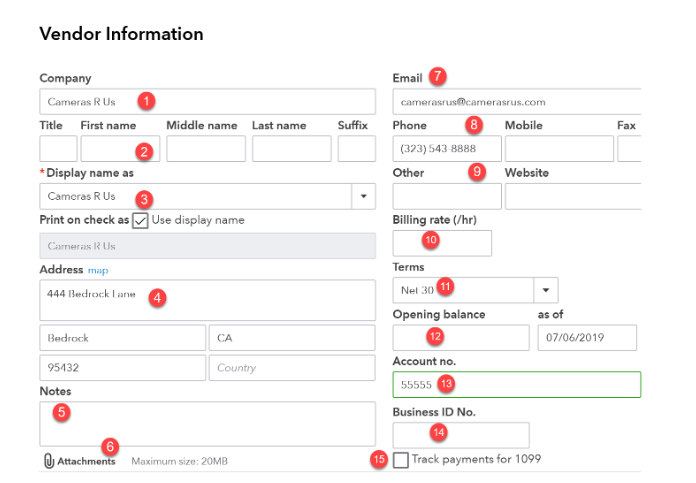 Vendor Information
Company
Cameras R Us 1
Title First name Middle name Last name Suffix
2
*Display name as
Cameras R Us 3
Print on check as Use display name
Cameras R Us
Address map
444 Bedrock Lane 4
Bedrock CA
95432 Country
Notes
5
6
Attachments Maximum size: 20MB
Email 7
camerasrus@camerasrus.com
Phone 8 Mobile Fax
(323) 543-8888
Other 9 Website
Billing rate (/hr)
10
Terms
Net 30 11
Opening balance as of
12 07/06/2019
Account no.
55555 13
Business ID No.
14
15 Track payments for 1099